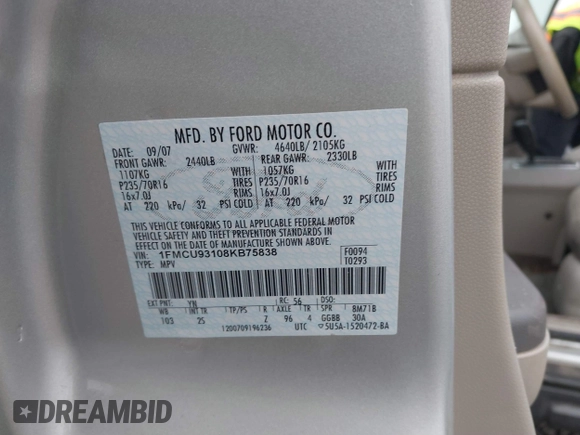 MFD. BY FORD MOTOR CO.
DATE: 09/07 GVWR: 4640LB/ 2105KG
FRONT GAWR: 2440LB REAR GAWR: 2330LB
1107KG WITH 1057KG WITH
P235/70R16 TIRES P235/70R16 TIRES
16x7.0J RIMS 16x7.0J RIMS
AT 220 kPa/ 32 PSI COLD AT 220 kPa/ 32 PSI COLD
THIS VEHICLE CONFORMS TO ALL APPLICABLE FEDERAL MOTOR
VEHICLE SAFETY AND THEFT PREVENTION STANDARDS IN
EFFECT ON THE DATE OF MANUFACTURE SHOWN ABOVE.
VIN: 1FMCU93108KB75838 F0094
TYPE: MPV T0293
EXT PNT: YN RC: 56 DSO:
WB INT TR TP/PS R AXLE TR SPR BM71B
103 2S 2 96 4 GGBB 30A
1200709196236 UTC 5U5A-1520472-BA
DREAMBID